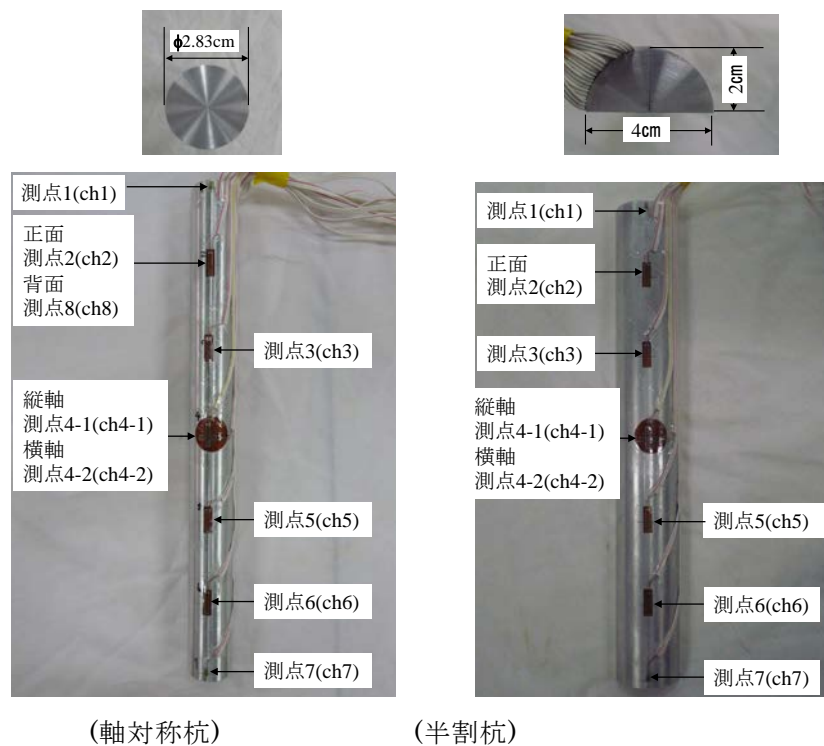 ϕ2.83cm
2cm
4cm
測点1(ch1)
正面
測点2(ch2)
背面
測点8(ch8)
測点3(ch3)
縦軸
測点4-1(ch4-1)
横軸
測点4-2(ch4-2)
測点5(ch5)
測点6(ch6)
測点7(ch7)
測点1(ch1)
正面
測点2(ch2)
測点3(ch3)
縦軸
測点4-1(ch4-1)
横軸
測点4-2(ch4-2)
測点5(ch5)
測点6(ch6)
測点7(ch7)
(軸対称杭)
(半割杭)